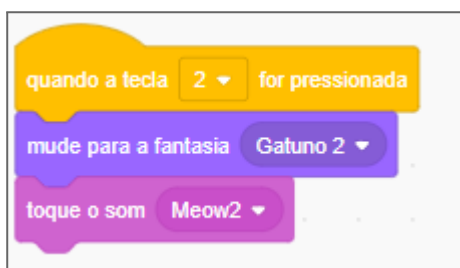 quando a tecla 2 for pressionada
mude para a fantasia Gatuno 2
toque o som Meow2